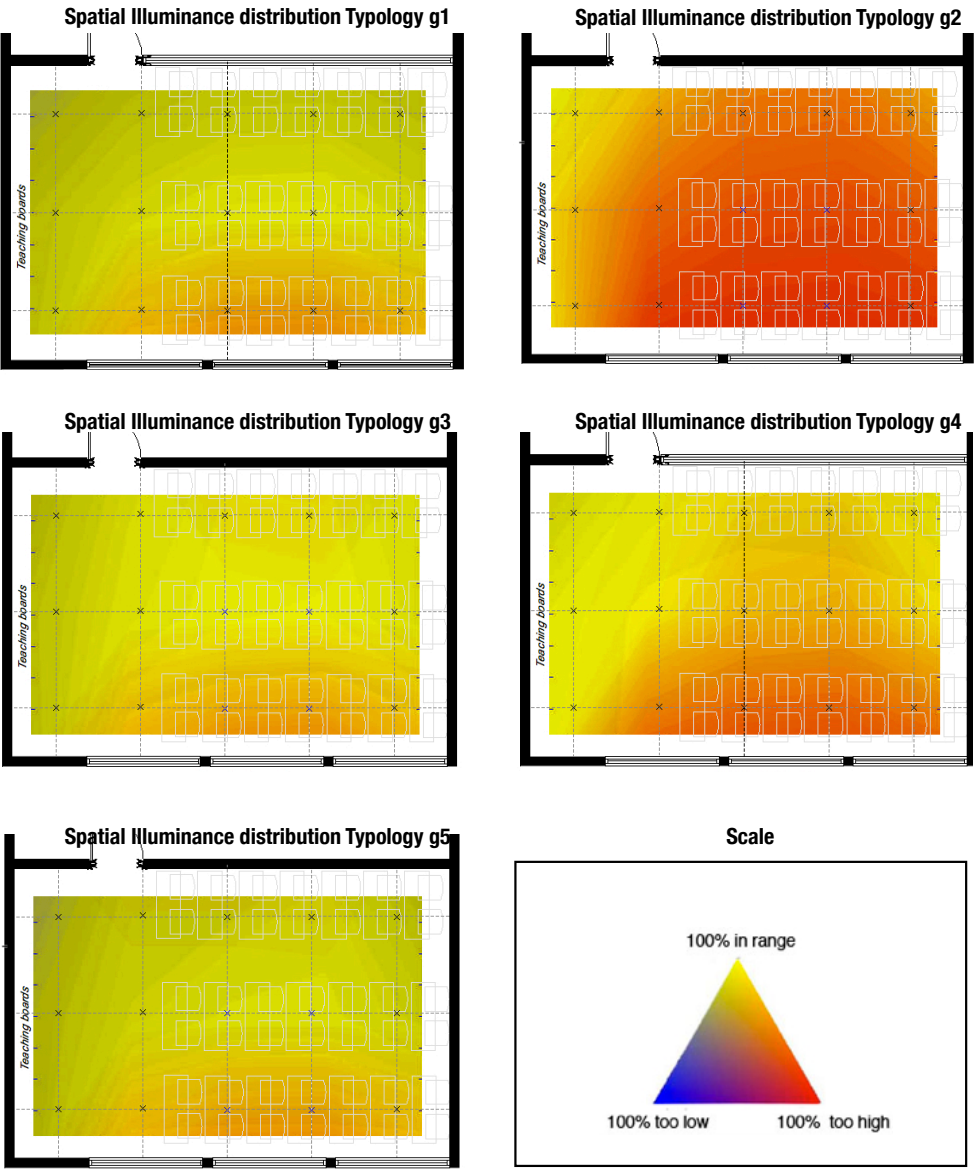 Spatial Illuminance distribution Typology g1
Spatial Illuminance distribution Typology g2
Teaching boards
Teaching boards
Spatial Illuminance distribution Typology g3
Spatial Illuminance distribution Typology g4
Teaching boards
Teaching boards
Spatial Illuminance distribution Typology g5
Scale
Teaching boards
100% in range
100% too low
100% too high